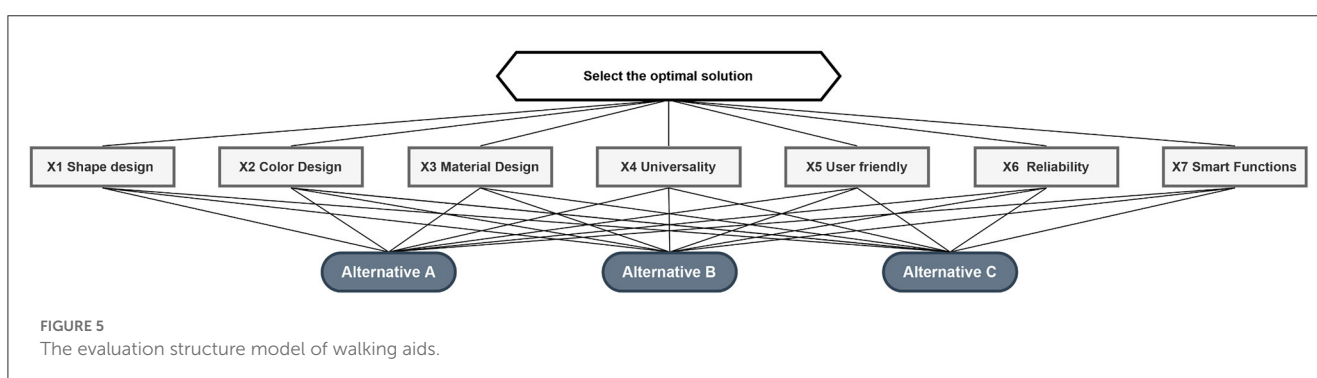 Select the optimal solution
X1 Shape design
X2 Color Design
X3 Material Design
X4 Universality
X5 User friendly
X6 Reliability
X7 Smart Functions
Alternative A
Alternative B
Alternative C
FIGURE 5
The evaluation structure model of walking aids.